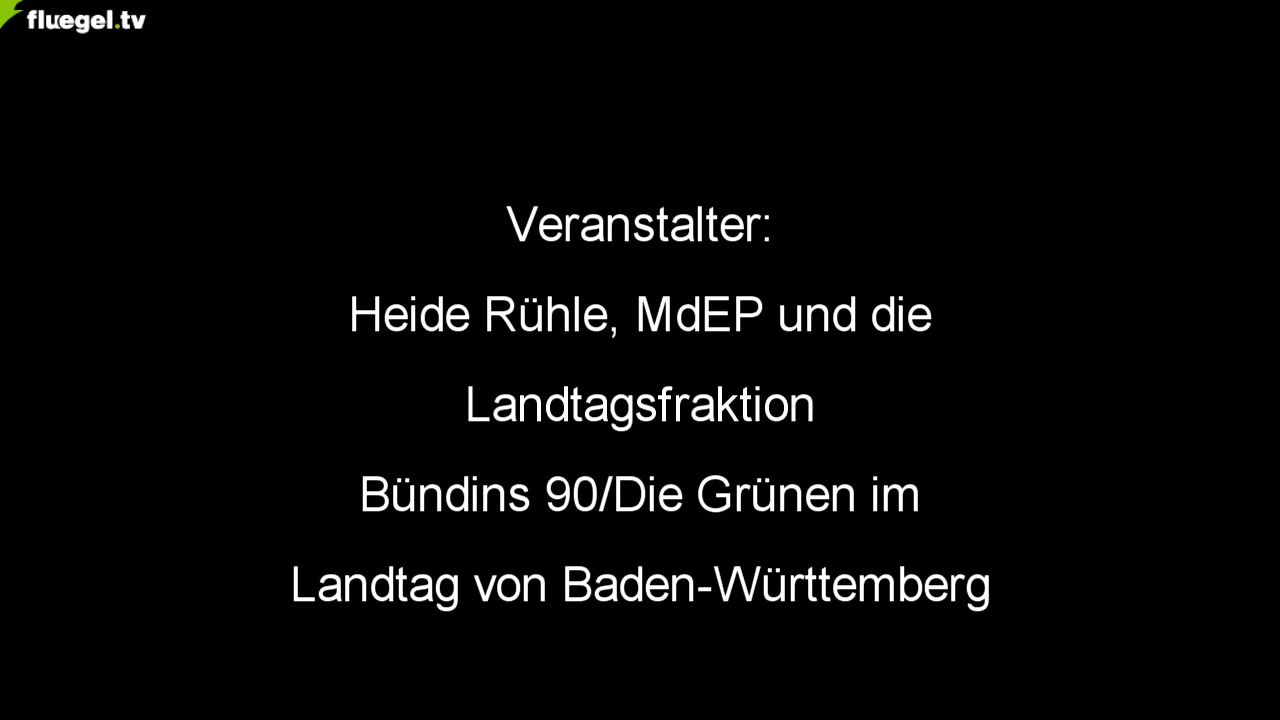 fluegel.tv
Veranstalter:
Heide Rühle, MdEP und die
Landtagsfraktion
Bündins 90/Die Grünen im
Landtag von Baden-Württemberg